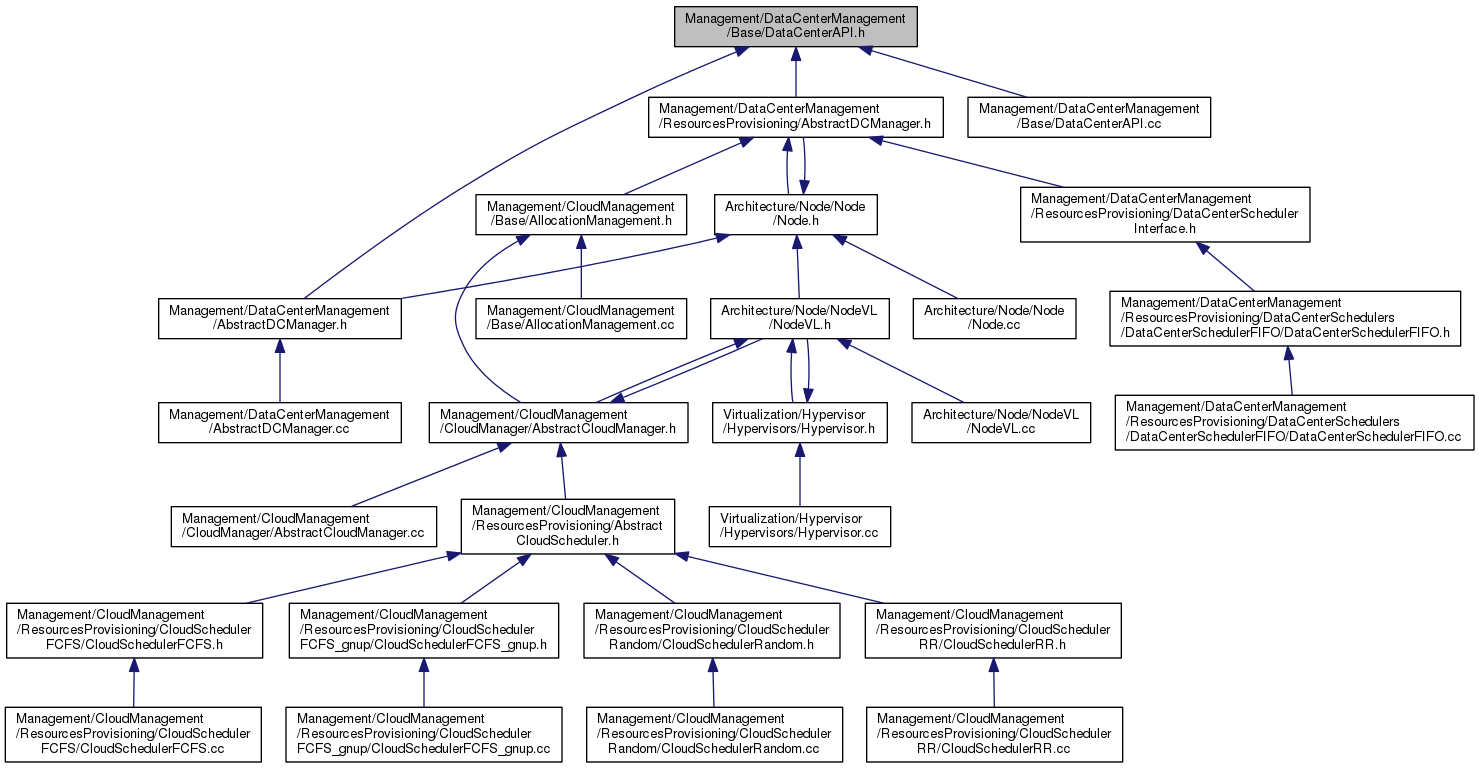 Management/DataCenterManagement
/Base/DataCenterAPI.h
Management/DataCenterManagement
/ResourcesProvisioning/AbstractDCManager.h
Management/DataCenterManagement
/Base/DataCenterAPI.cc
Management/CloudManagement
/Base/AllocationManagement.h
Architecture/Node/Node
/Node.h
Management/DataCenterManagement
/ResourcesProvisioning/DataCenterScheduler
Interface.h
Management/DataCenterManagement
/AbstractDCManager.h
Management/CloudManagement
/Base/AllocationManagement.cc
Architecture/Node/NodeVL
/NodeVL.h
Architecture/Node/Node
/Node.cc
Management/DataCenterManagement
/ResourcesProvisioning/DataCenterSchedulers
/DataCenterSchedulerFIFO/DataCenterSchedulerFIFO.h
Management/DataCenterManagement
/AbstractDCManager.cc
Management/CloudManagement
/CloudManager/AbstractCloudManager.h
Virtualization/Hypervisor
/Hypervisors/Hypervisor.h
Architecture/Node/NodeVL
/NodeVL.cc
Management/DataCenterManagement
/ResourcesProvisioning/DataCenterSchedulers
/DataCenterSchedulerFIFO/DataCenterSchedulerFIFO.cc
Management/CloudManagement
/CloudManager/AbstractCloudManager.cc
Management/CloudManagement
/ResourcesProvisioning/Abstract
CloudScheduler.h
Virtualization/Hypervisor
/Hypervisors/Hypervisor.cc
Management/CloudManagement
/ResourcesProvisioning/CloudScheduler
FCFS/CloudSchedulerFCFS.h
Management/CloudManagement
/ResourcesProvisioning/CloudScheduler
FCFS_gnup/CloudSchedulerFCFS_gnup.h
Management/CloudManagement
/ResourcesProvisioning/CloudScheduler
Random/CloudSchedulerRandom.h
Management/CloudManagement
/ResourcesProvisioning/CloudScheduler
RR/CloudSchedulerRR.h
Management/CloudManagement
/ResourcesProvisioning/CloudScheduler
FCFS/CloudSchedulerFCFS.cc
Management/CloudManagement
/ResourcesProvisioning/CloudScheduler
FCFS_gnup/CloudSchedulerFCFS_gnup.cc
Management/CloudManagement
/ResourcesProvisioning/CloudScheduler
Random/CloudSchedulerRandom.cc
Management/CloudManagement
/ResourcesProvisioning/CloudScheduler
RR/CloudSchedulerRR.cc